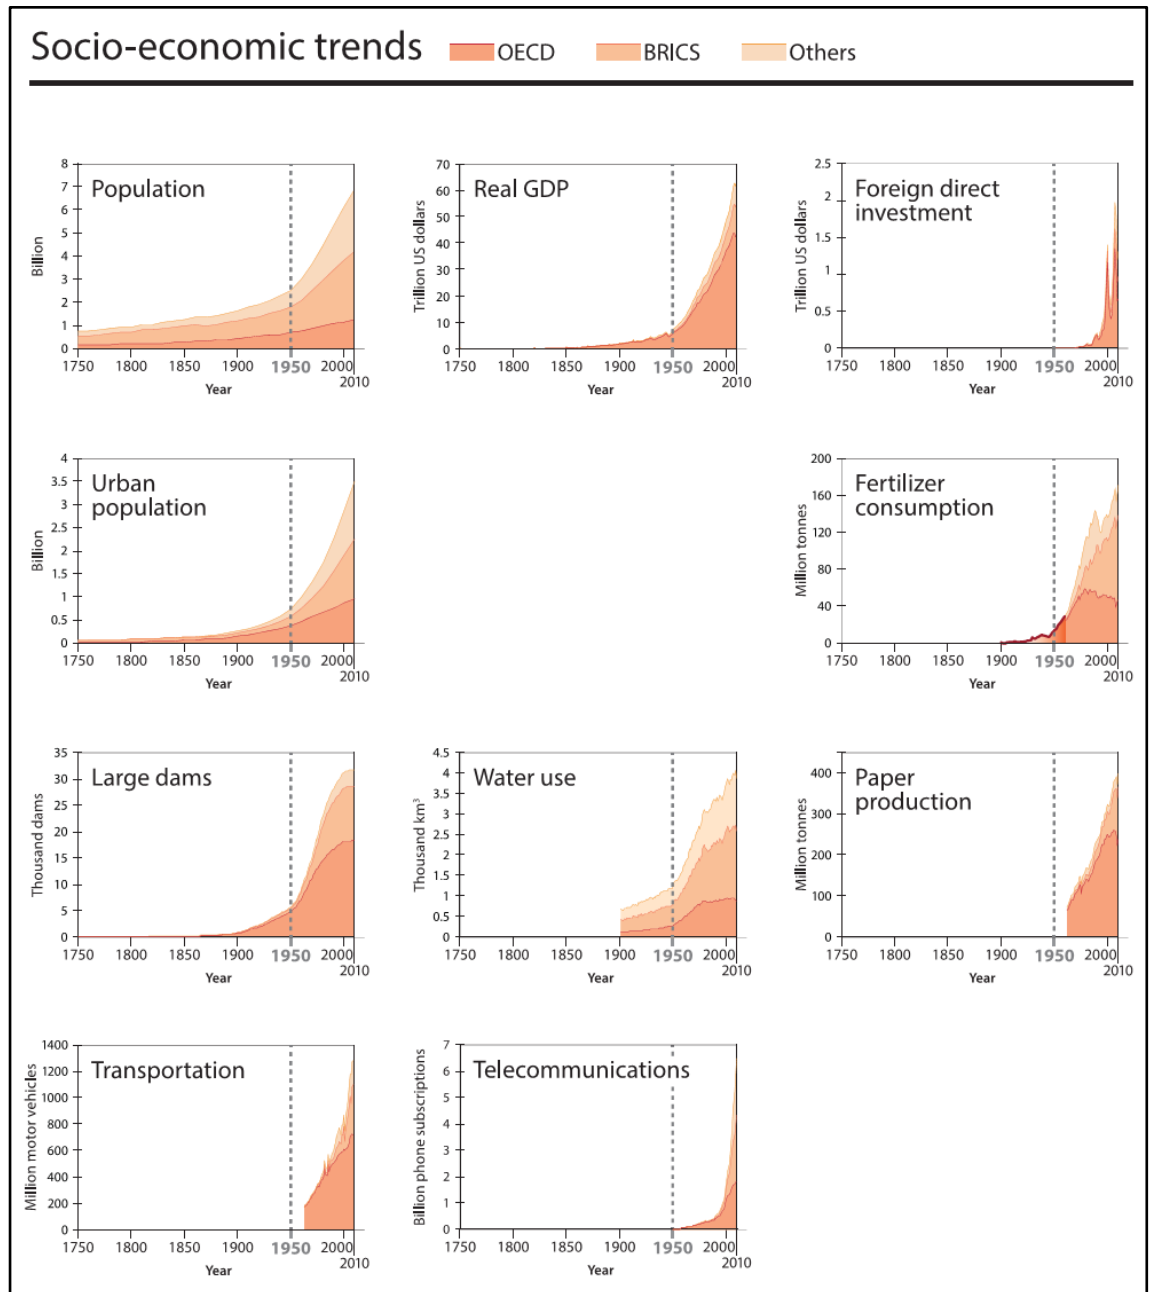 Socio-economic trends
OECD
BRICS
Others
Population
Billion
8
7
6
5
4
3
2
1
0
1750 1800 1850 1900 1950 2000 2010
Year
Real GDP
Trillion US dollars
70
60
50
40
30
20
10
0
1750 1800 1850 1900 1950 2000 2010
Year
Foreign direct
investment
Trillion US dollars
2.5
2
1.5
1
0.5
0
1750 1800 1850 1900 1950 2000 2010
Year
Urban
population
Billion
4
3.5
3
2.5
2
1.5
1
0.5
0
1750 1800 1850 1900 1950 2000 2010
Year
Fertilizer
consumption
Million tonnes
200
160
120
80
40
0
1750 1800 1850 1900 1950 2000 2010
Year
Large dams
Thousand dams
35
30
25
20
15
10
5
0
1750 1800 1850 1900 1950 2000 2010
Year
Water use
Thousand km³
4.5
4
3.5
3
2.5
2
1.5
1
0.5
0
1750 1800 1850 1900 1950 2000 2010
Year
Paper
production
Million tonnes
400
300
200
100
0
1750 1800 1850 1900 1950 2000 2010
Year
Transportation
Million motor vehicles
1400
1200
1000
800
600
400
200
0
1750 1800 1850 1900 1950 2000 2010
Year
Telecommunications
Billion phone subscriptions
7
6
5
4
3
2
1
0
1750 1800 1850 1900 1950 2000 2010
Year